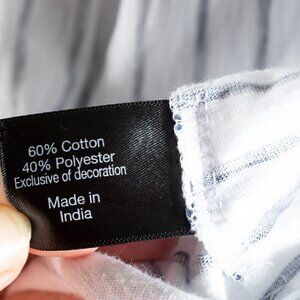 60% Cotton
40% Polyester
Exclusive of decoration
Made in
India